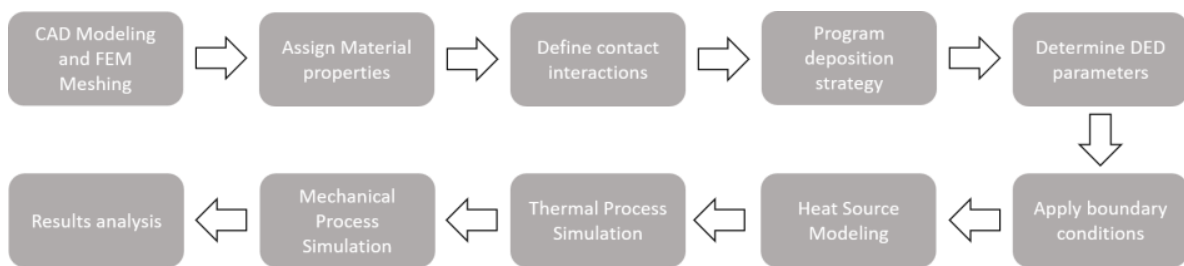 CAD Modeling
and FEM
Meshing
Assign Material
properties
Define contact
interactions
Program
deposition
strategy
Determine DED
parameters
Apply boundary
conditions
Heat Source
Modeling
Thermal Process
Simulation
Mechanical
Process
Simulation
Results analysis